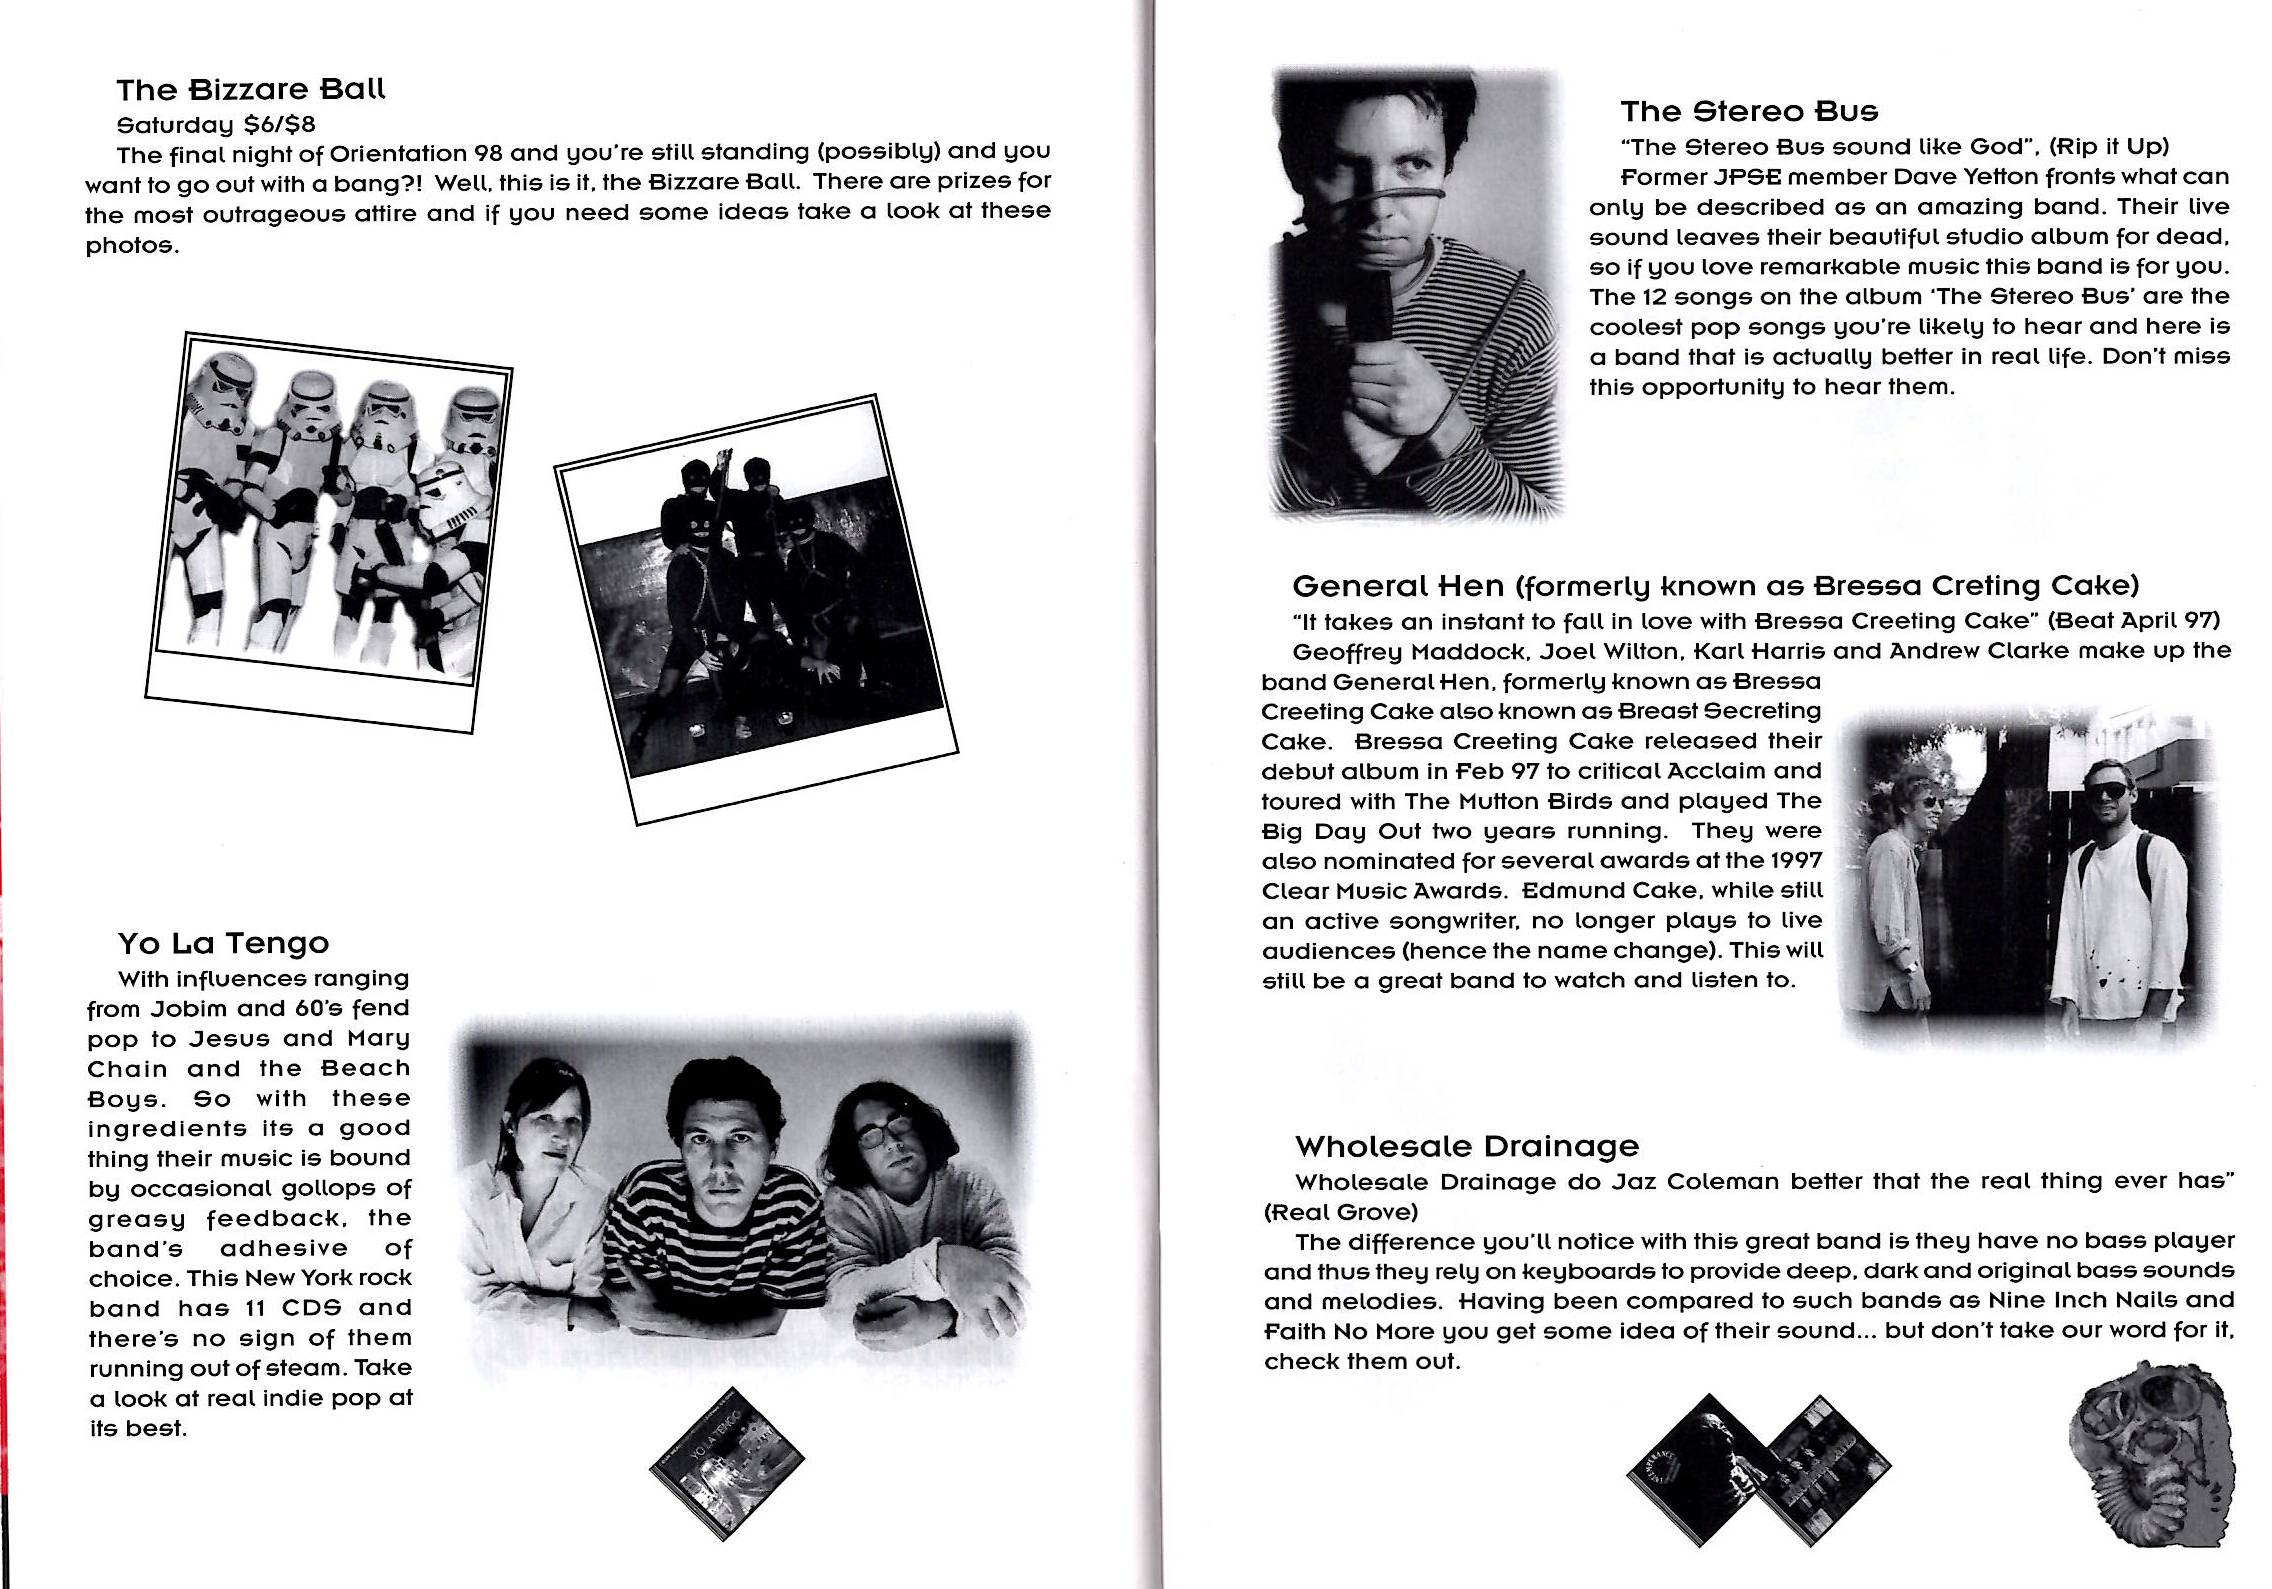 The Bizzare Ball
Saturday $6/$8
The final night of Orientation 98 and you're still standing (possibly) and you
want to go out with a bang?! Well, this is it, the Bizzare Ball. There are prizes for
the most outrageous attire and if you need some ideas take a look at these
photos.
Yo La Tengo
With influences ranging
from Jobim and 60's fend
pop to Jesus and Mary
Chain and the Beach
Boys. So with these
ingredients its a good
thing their music is bound
by occasional gollops of
greasy feedback, the
band's adhesive of
choice. This New York rock
band has 11 CDS and
there's no sign of them
running out of steam. Take
a look at real indie pop at
its best.
YO LA TENGO
The Stereo Bus
"The Stereo Bus sound like God", (Rip it Up)
Former JPSE member Dave Yetton fronts what can
only be described as an amazing band. Their live
sound leaves their beautiful studio album for dead,
so if you love remarkable music this band is for you.
The 12 songs on the album 'The Stereo Bus' are the
coolest pop songs you're likely to hear and here is
a band that is actually better in real life. Don't miss
this opportunity to hear them.
General Hen (formerly known as Bressa Creting Cake)
"It takes an instant to fall in love with Bressa Creeting Cake" (Beat April 97)
Geoffrey Maddock, Joel Wilton, Karl Harris and Andrew Clarke make up the
band General Hen, formerly known as Bressa
Creeting Cake also known as Breast Secreting
Cake. Bressa Creeting Cake released their
debut album in Feb 97 to critical Acclaim and
toured with The Mutton Birds and played The
Big Day Out two years running. They were
also nominated for several awards at the 1997
Clear Music Awards. Edmund Cake, while still
an active songwriter, no longer plays to live
audiences (hence the name change). This will
still be a great band to watch and listen to.
Wholesale Drainage
Wholesale Drainage do Jaz Coleman better that the real thing ever has"
(Real Grove)
The difference you'll notice with this great band is they have no bass player
and thus they rely on keyboards to provide deep, dark and original bass sounds
and melodies. Having been compared to such bands as Nine Inch Nails and
Faith No More you get some idea of their sound... but don't take our word for it,
check them out.